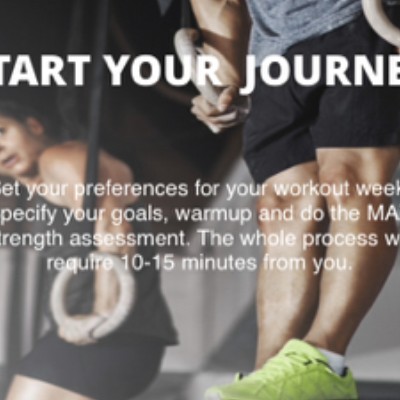 TART YOUR JOURNE
et your preferences for your workout week
pecify your goals, warmup and do the MA
trength assessment. The whole process w
require 10-15 minutes from you.